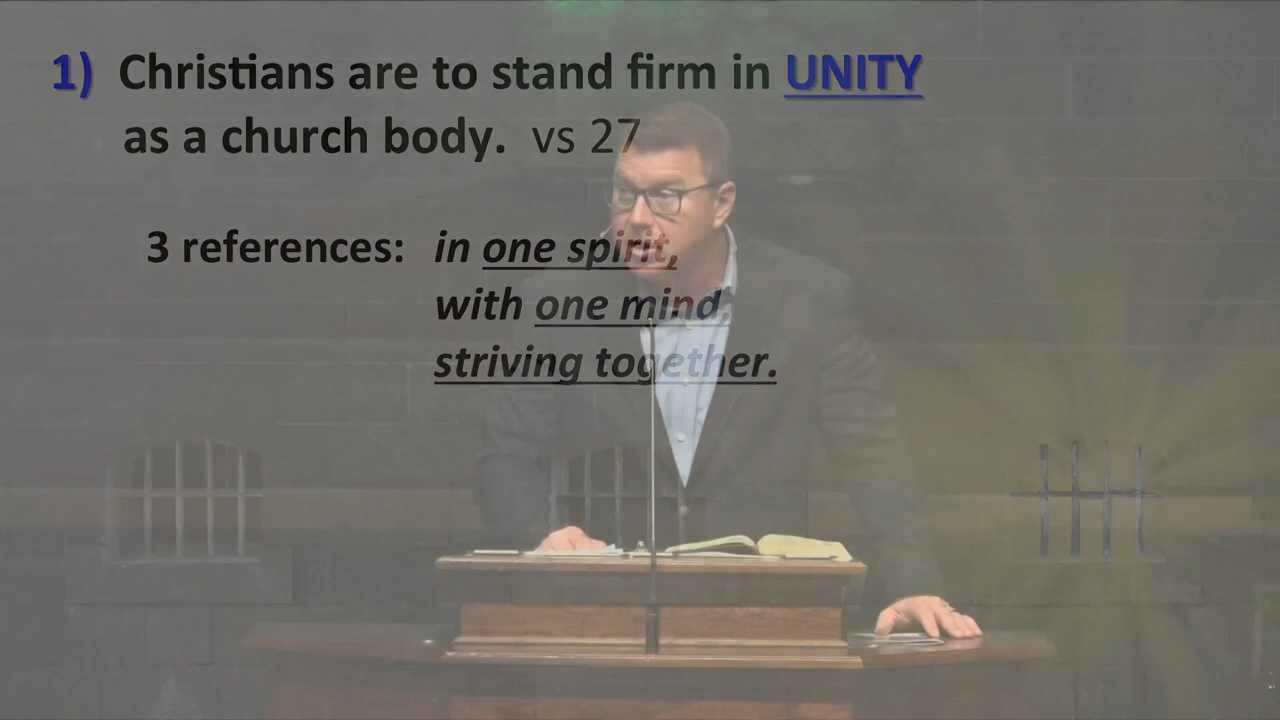 1) Christians are to stand firm in UNITY
as a church body. vs 27
3 references: in one spirit,
with one mind,
striving together.